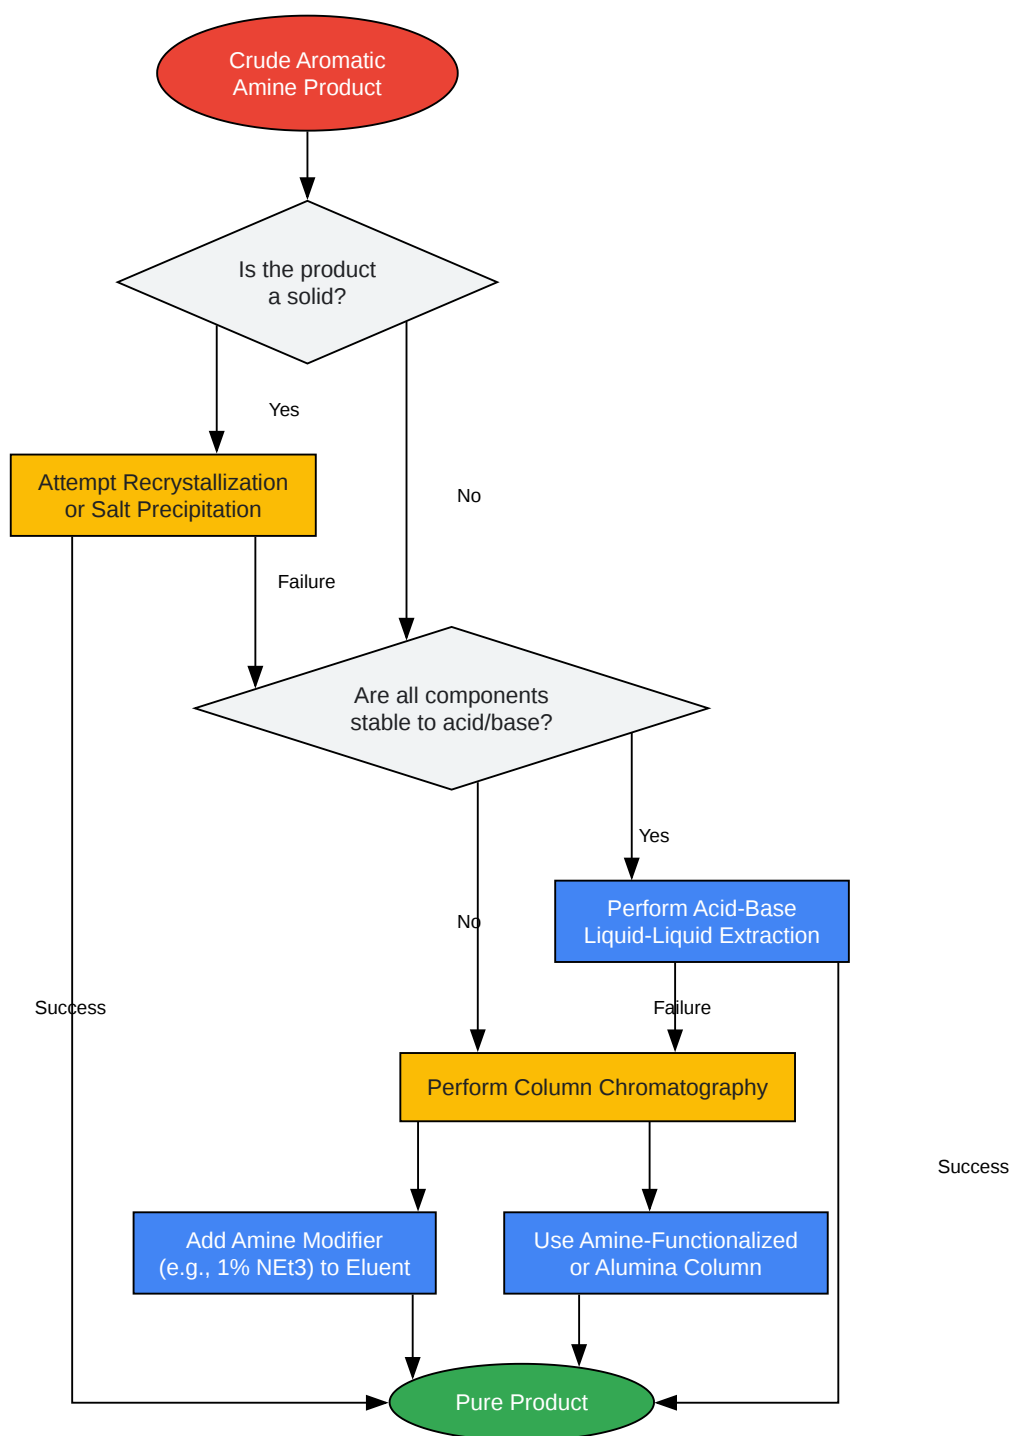 Crude Aromatic
Amine Product
Is the product
a solid?
Yes
Attempt Recrystallization
or Salt Precipitation
No
Failure
Are all components
stable to acid/base?
Yes
Perform Acid-Base
Liquid-Liquid Extraction
No
Success
Failure
Perform Column Chromatography
Success
Add Amine Modifier
(e.g., 1% NEt3) to Eluent
Use Amine-Functionalized
or Alumina Column
Pure Product